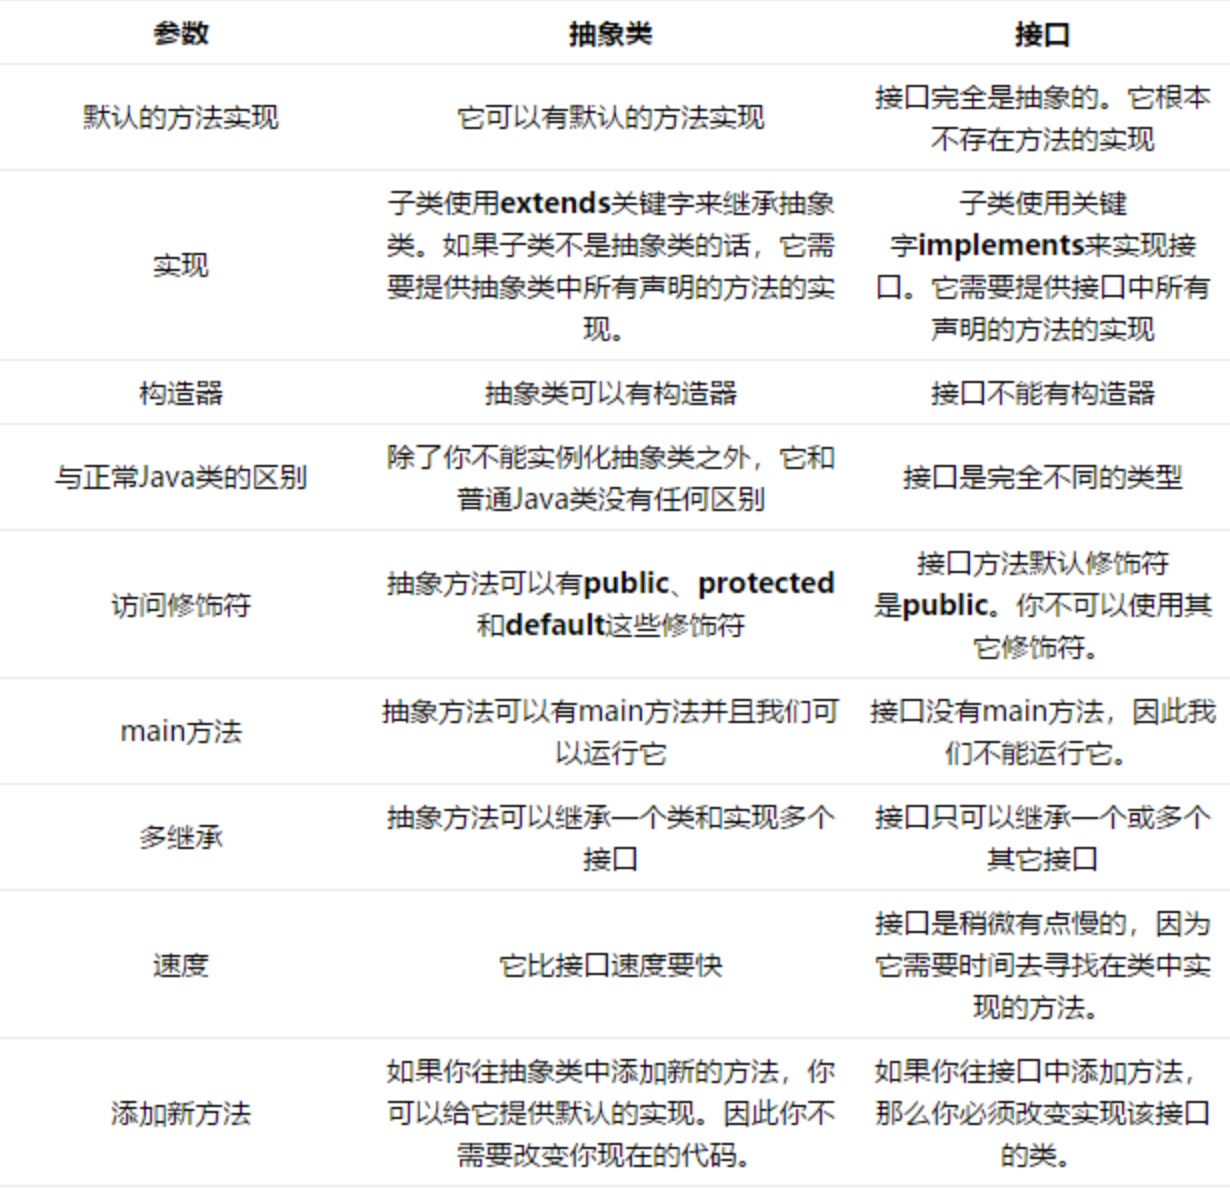 参数 抽象类 接口
默认的方法实现 它可以有默认的方法实现 接口完全是抽象的。它根本
不存在方法的实现
实现
子类使用extends关键字来继承抽象
类。如果子类不是抽象类的话，它需
要提供抽象类中所有声明的方法的实
现。
子类使用关键
字implements来实现接
口。它需要提供接口中所有
声明的方法的实现
构造器 抽象类可以有构造器 接口不能有构造器
与正常Java类的区别
除了你不能实例化抽象类之外，它和
普通Java类没有任何区别
接口是完全不同的类型
访问修饰符
抽象方法可以有public、protected
和default这些修饰符
接口方法默认修饰符
是public。你不可以使用其
它修饰符。
main方法
抽象方法可以有main方法并且我们可
以运行它
接口没有main方法，因此我
们不能运行它。
多继承
抽象方法可以继承一个类和实现多个
接口
接口只可以继承一个或多个
其它接口
速度
它比接口速度要快
接口是稍微有点慢的，因为
它需要时间去寻找在类中实
现的方法。
添加新方法
如果你往抽象类中添加新的方法，你
可以给它提供默认的实现。因此你不
需要改变你现在的代码。
如果你往接口中添加方法，
那么你必须改变实现该接口
的类。